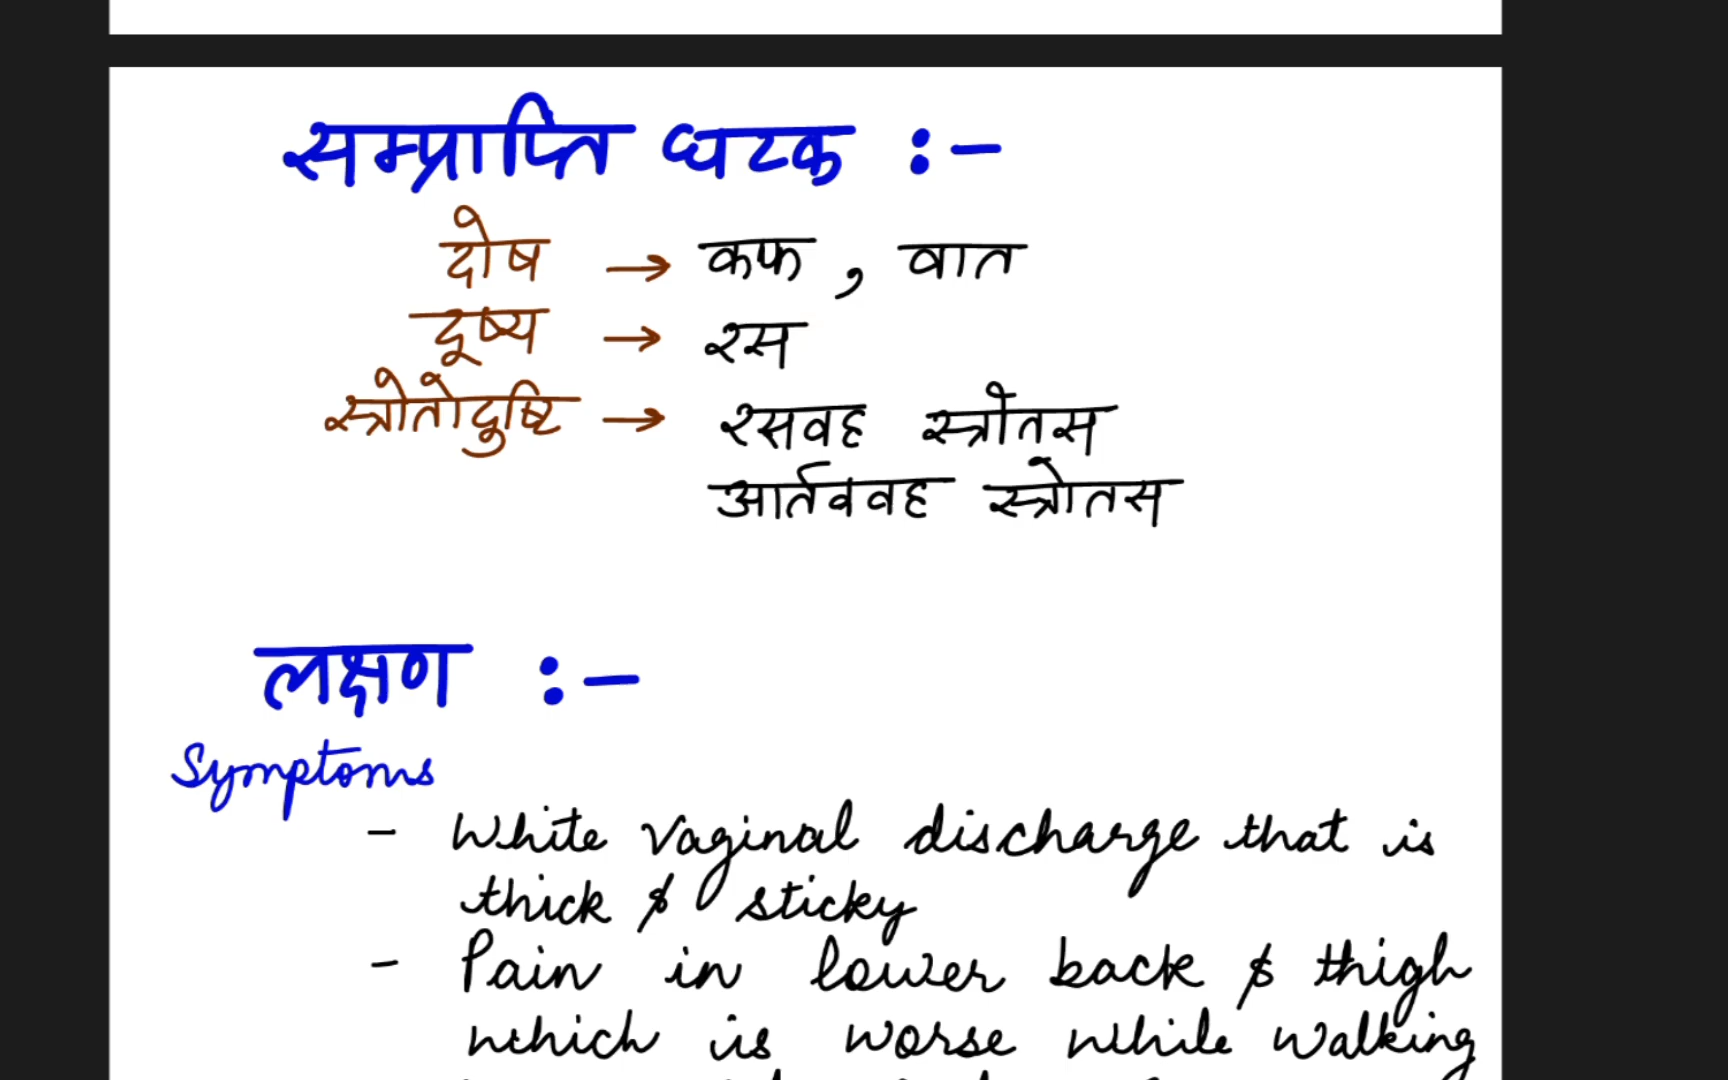 सम्प्राप्ति घटक :-
दोष → कफ , वात
दूष्य → रस
स्त्रोतोदुष्टि → रसवह स्त्रोतस
आर्तववह स्त्रोतस
लक्षण :-
Symptoms
- White vaginal discharge that is
thick & sticky
- Pain in lower back & thigh
which is worse while walking